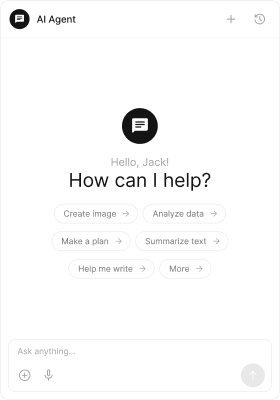 AI Agent
Hello, Jack!
How can I help?
Create image
Analyze data
Make a plan
Summarize text
Help me write
More
Ask anything...